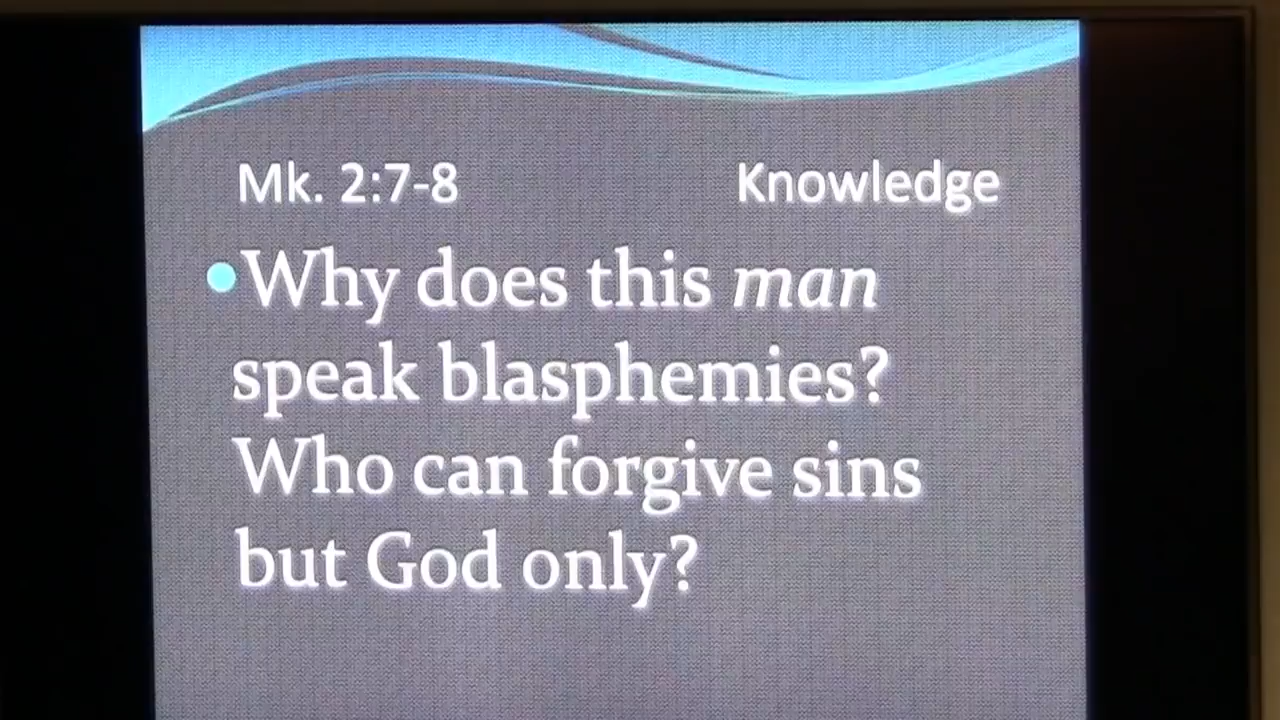 Mk. 2:7-8 Knowledge
Why does this man
speak blasphemies?
Who can forgive sins
but God only?